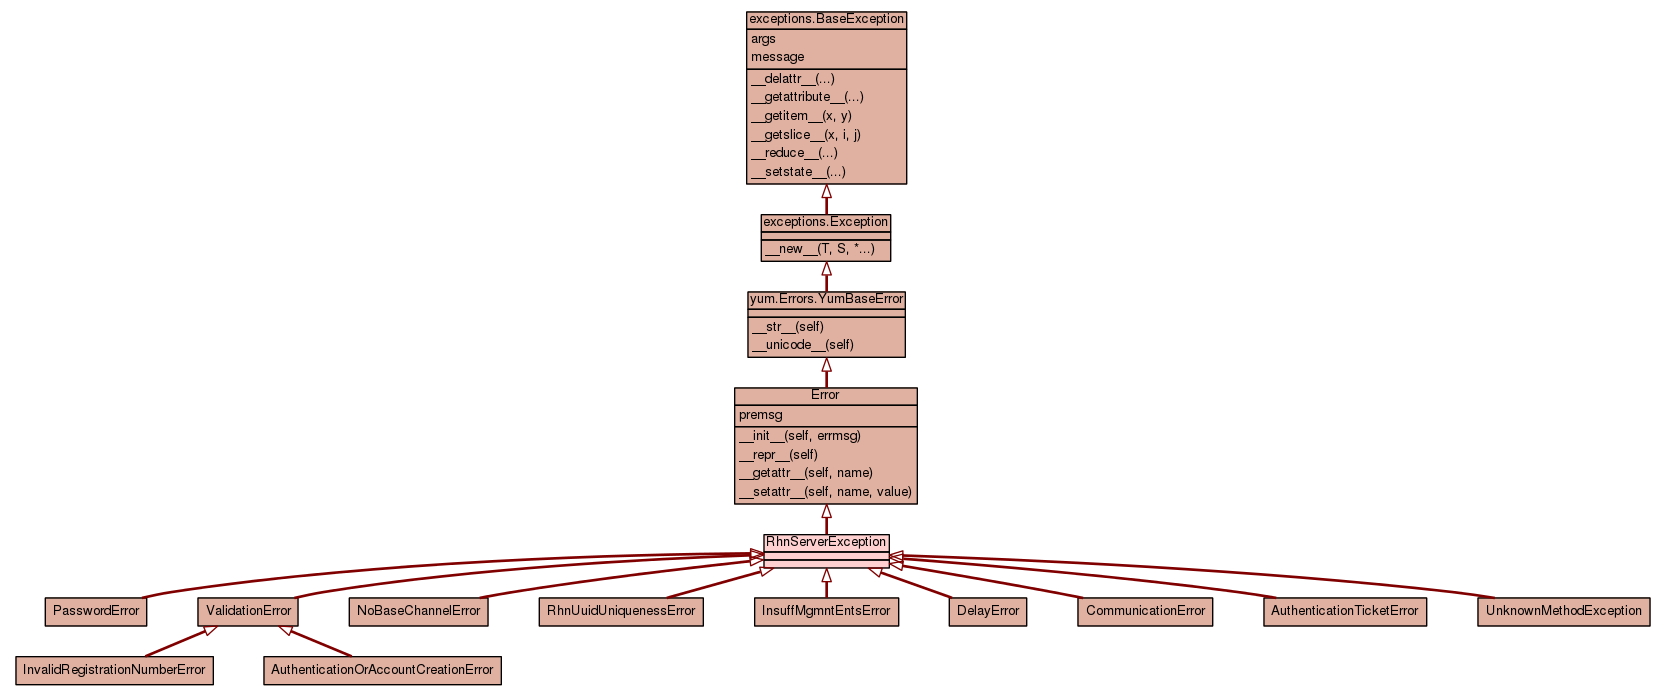 exceptions.BaseException
args
message
__delattr__(...)
__getattribute__(...)
__getitem__(x, y)
__getslice__(x, i, j)
__reduce__(...)
__setstate__(...)
exceptions.Exception
__new__(T, S, *...)
yum.Errors.YumBaseError
__str__(self)
__unicode__(self)
Error
premsg
__init__(self, errmsg)
__repr__(self)
__getattr__(self, name)
__setattr__(self, name, value)
RhnServerException
PasswordError
ValidationError
NoBaseChannelError
RhnUuidUniquenessError
InsuffMgmntEntsError
DelayError
CommunicationError
AuthenticationTicketError
UnknownMethodException
InvalidRegistrationNumberError
AuthenticationOrAccountCreationError